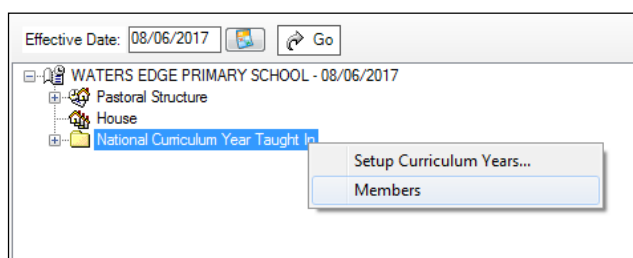 Effective Date: 08/06/2017 Go
WATERS EDGE PRIMARY SCHOOL - 08/06/2017
Pastoral Structure
House
National Curriculum Year Taught In
Setup Curriculum Years...
Members